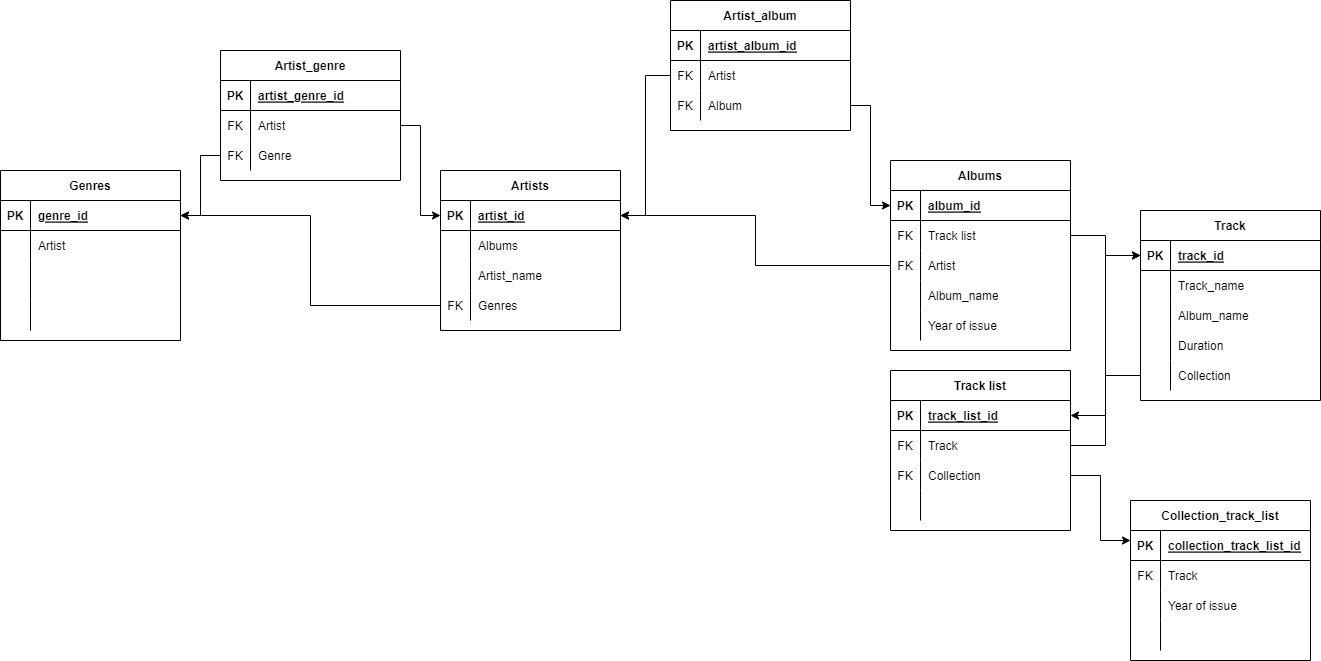 Artist_album
PK artist_album_id
FK Artist
FK Album
Artist_genre
PK artist_genre_id
FK Artist
FK Genre
Genres
PK genre_id
Artist
Artists
PK artist_id
Albums
Artist_name
FK Genres
Albums
PK album_id
FK Track list
FK Artist
Album_name
Year of issue
Track
PK track_id
Track_name
Album_name
Duration
Collection
Track list
PK track_list_id
FK Track
FK Collection
Collection_track_list
PK collection_track_list_id
FK Track
Year of issue